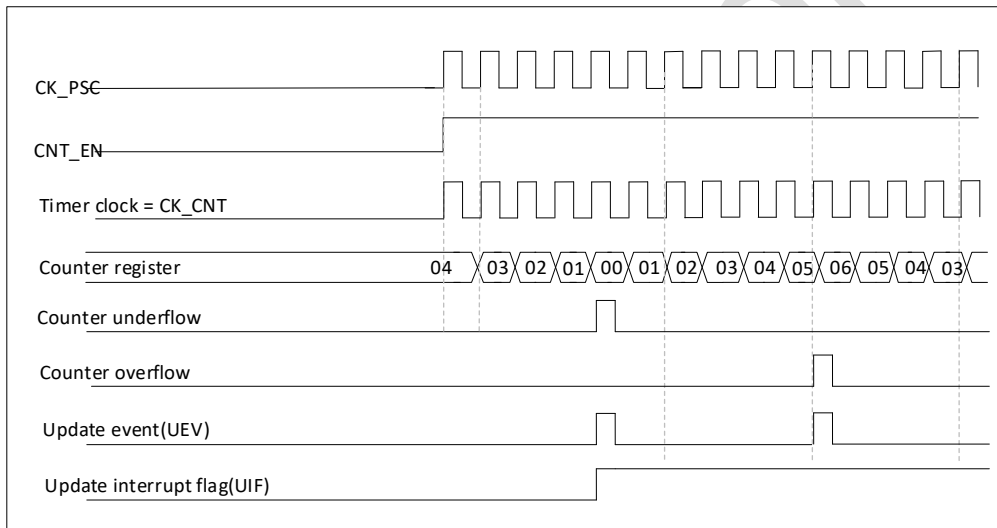 CK_PSC
CNT_EN
Timer clock = CK_CNT
Counter register 04 03 02 01 00 01 02 03 04 05 06 05 04 03
Counter underflow
Counter overflow
Update event(UEV)
Update interrupt flag(UIF)